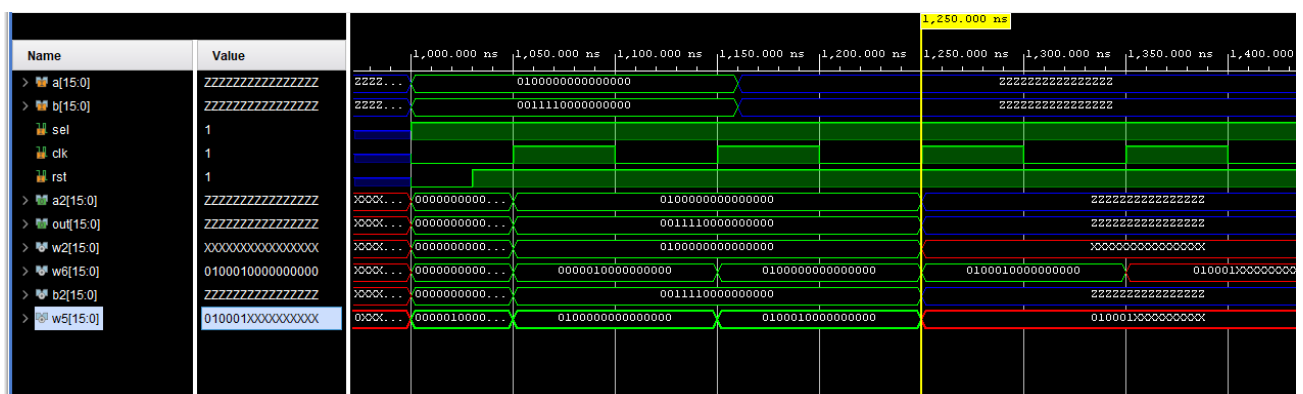 1,250.000 ns
Name Value 1,000.000 ns 1,050.000 ns 1,100.000 ns 1,150.000 ns 1,200.000 ns 1,250.000 ns 1,300.000 ns 1,350.000 ns 1,400.000
a[15:0] ZZZZZZZZZZZZZZZZ ZZZZ... 0100000000000000 ZZZZZZZZZZZZZZZZ
b[15:0] ZZZZZZZZZZZZZZZZ ZZZZ... 0011110000000000 ZZZZZZZZZZZZZZZZ
sel 1
clk 1
rst 1
a2[15:0] ZZZZZZZZZZZZZZZZ XXXX... 0000000000... 0100000000000000 ZZZZZZZZZZZZZZZZ
out[15:0] ZZZZZZZZZZZZZZZZ XXXX... 0000000000... 0011110000000000 ZZZZZZZZZZZZZZZZ
w2[15:0] XXXXXXXXXXXXXXXX XXXX... 0000000000... 0100000000000000 XXXXXXXXXXXXXXXX
w6[15:0] 0100010000000000 XXXX... 0000000000... 0000010000000000 0100000000000000 0100010000000000 010001XXXXXXXXXX
b2[15:0] ZZZZZZZZZZZZZZZZ XXXX... 0000000000... 0011110000000000 ZZZZZZZZZZZZZZZZ
w5[15:0] 010001XXXXXXXXXX 0XXX... 0000010000... 0100000000000000 0100010000000000 010001XXXXXXXXXX